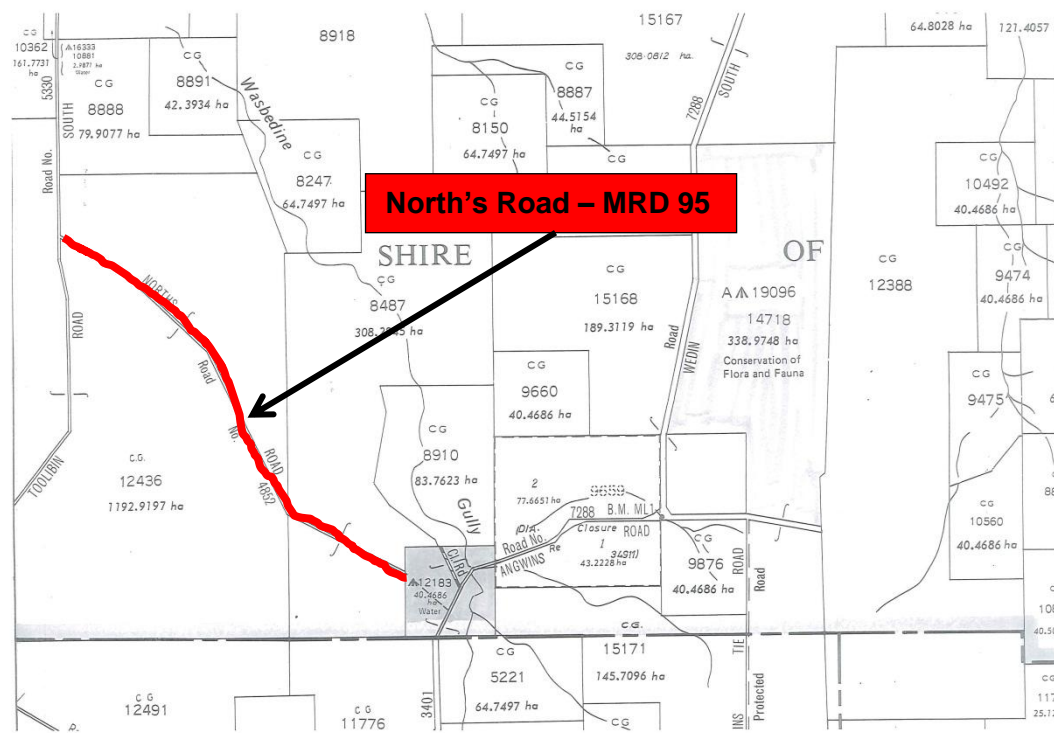 CG
10362
161.7731
ha
16333
10881
2.9871 ha
Water
5330
Road No.
SOUTH
CG
8888
79.9077 ha
CG
8891
42.3934 ha
Wasbedine
8918
CG
8247
64.7497 ha
CG
8150
64.7497 ha
CG
8887
44.5154
ha
CG
15167
308.0812 ha
7288
SOUTH
64.8028 ha
121.4057
CG
10492
40.4686 ha
CG
9474
40.4686 ha
North's Road – MRD 95
SHIRE
OF
CG
8487
CG
15168
189.3119 ha
Road
WEDIN
A 19096
14718
338.9748 ha
Conservation of
Flora and Fauna
CG
12388
NORTHS
Road
No.
ROAD
4852
ROAD
TOOLIBIN
C.G.
12436
1192.9197 ha
CG
9660
40.4686 ha
CG
9475
CG
8910
83.7623 ha
Gully
2
77.6651 ha
9659
7288
B.M. ML1
Closure
ROAD
Road No.
ANGWINS
Re
1
43.2228 ha
CG
9876
40.4686 ha
ROAD
Road
CG
10560
40.4686 ha
Cl/Rd
12183
40.4686
ha
Water
C.G.
15171
145.7096 ha
CG
5221
64.7497 ha
CG
12491
CG
11776
3401
CG
TIE
INS
Protected